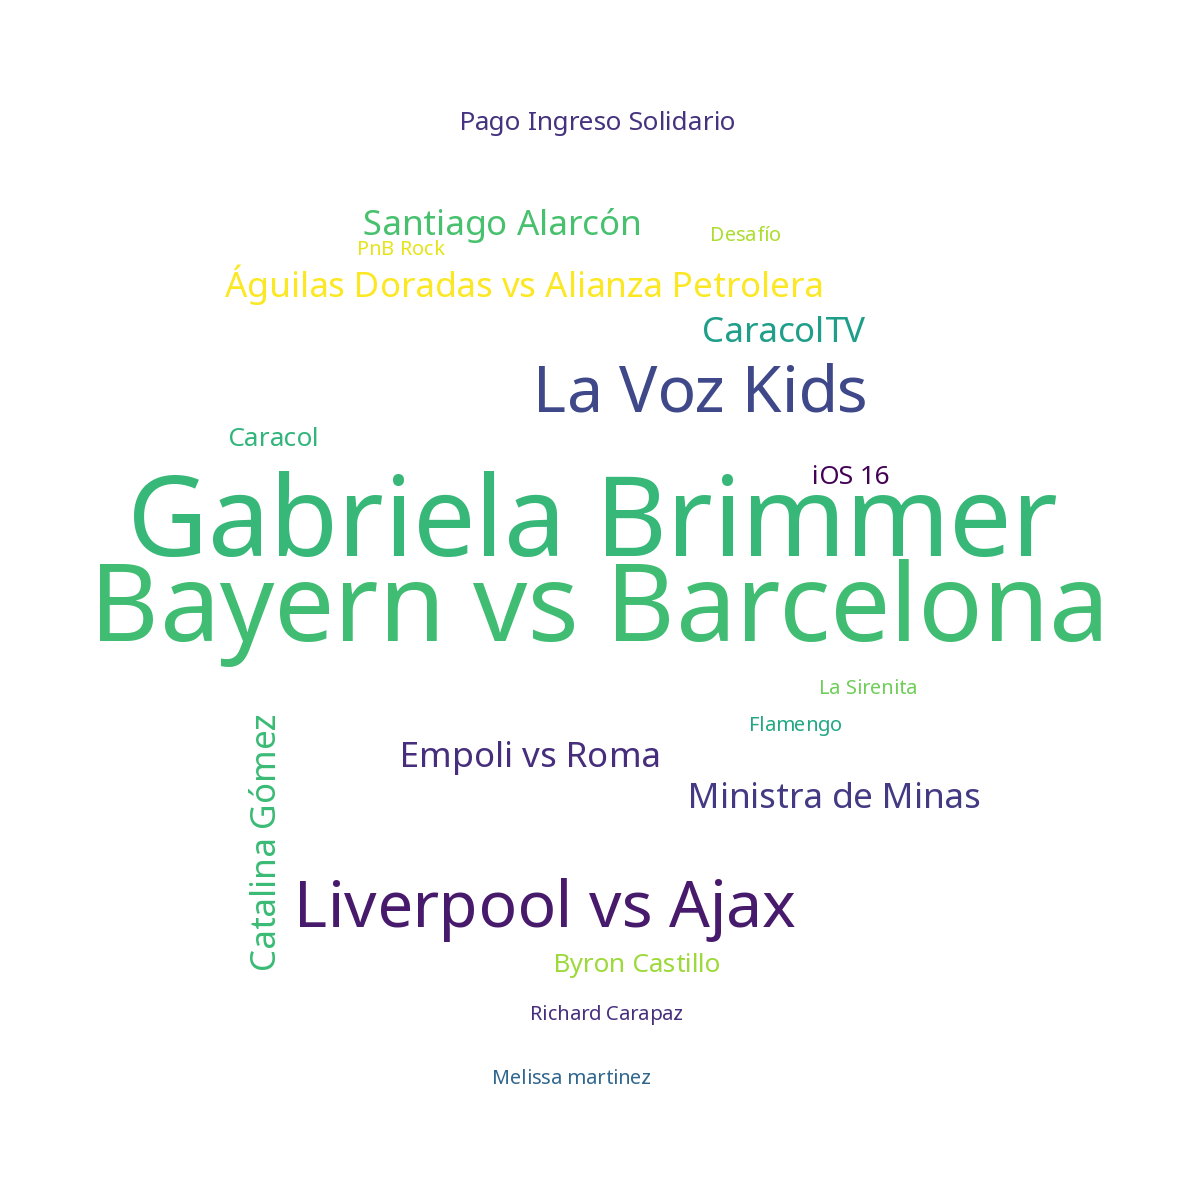 Pago Ingreso Solidario
Santiago Alarcón
Desafío
PnB Rock
Águilas Doradas vs Alianza Petrolera
CaracolTV
La Voz Kids
Caracol
iOS 16
Gabriela Brimmer
Bayern vs Barcelona
La Sirenita
Flamengo
Catalina Gómez
Empoli vs Roma
Ministra de Minas
Liverpool vs Ajax
Byron Castillo
Richard Carapaz
Melissa martinez